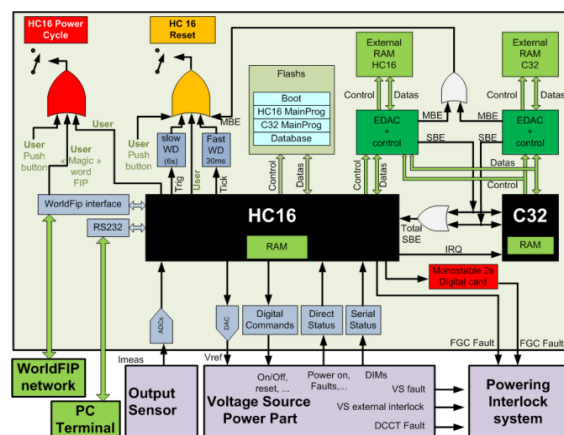 HC16 Power
Cycle
HC 16
Reset
External
RAM
HC16
External
RAM
C32
Flashs
Boot
HC16 MainProg
C32 MainProg
Database
Control
Datas
Control
Datas
MBE
MBE
MBE
EDAC
+
control
EDAC
+
control
SBE
SBE
User
Push
button
User
« Magic »
word
FIP
User
User
Push
button
slow
WD
(6s)
Fast
WD
30ms
Trig
User
Tick
Control
Datas
Control
Datas
Datas
Control
WorldFip interface
RS232
HC16
RAM
Total
SBE
IRQ
C32
RAM
Monostable 2s
Digital card
ADCs
DAC
Digital
Commands
Direct
Status
Serial
Status
FGC Fault
FGC Fault
Imeas
Vref
On/Off,
reset, ...
Power on,
Faults,...
DIMs
WorldFIP
network
PC
Terminal
Output
Sensor
Voltage Source
Power Part
VS fault
VS external interlock
DCCT Fault
Powering
Interlock
system